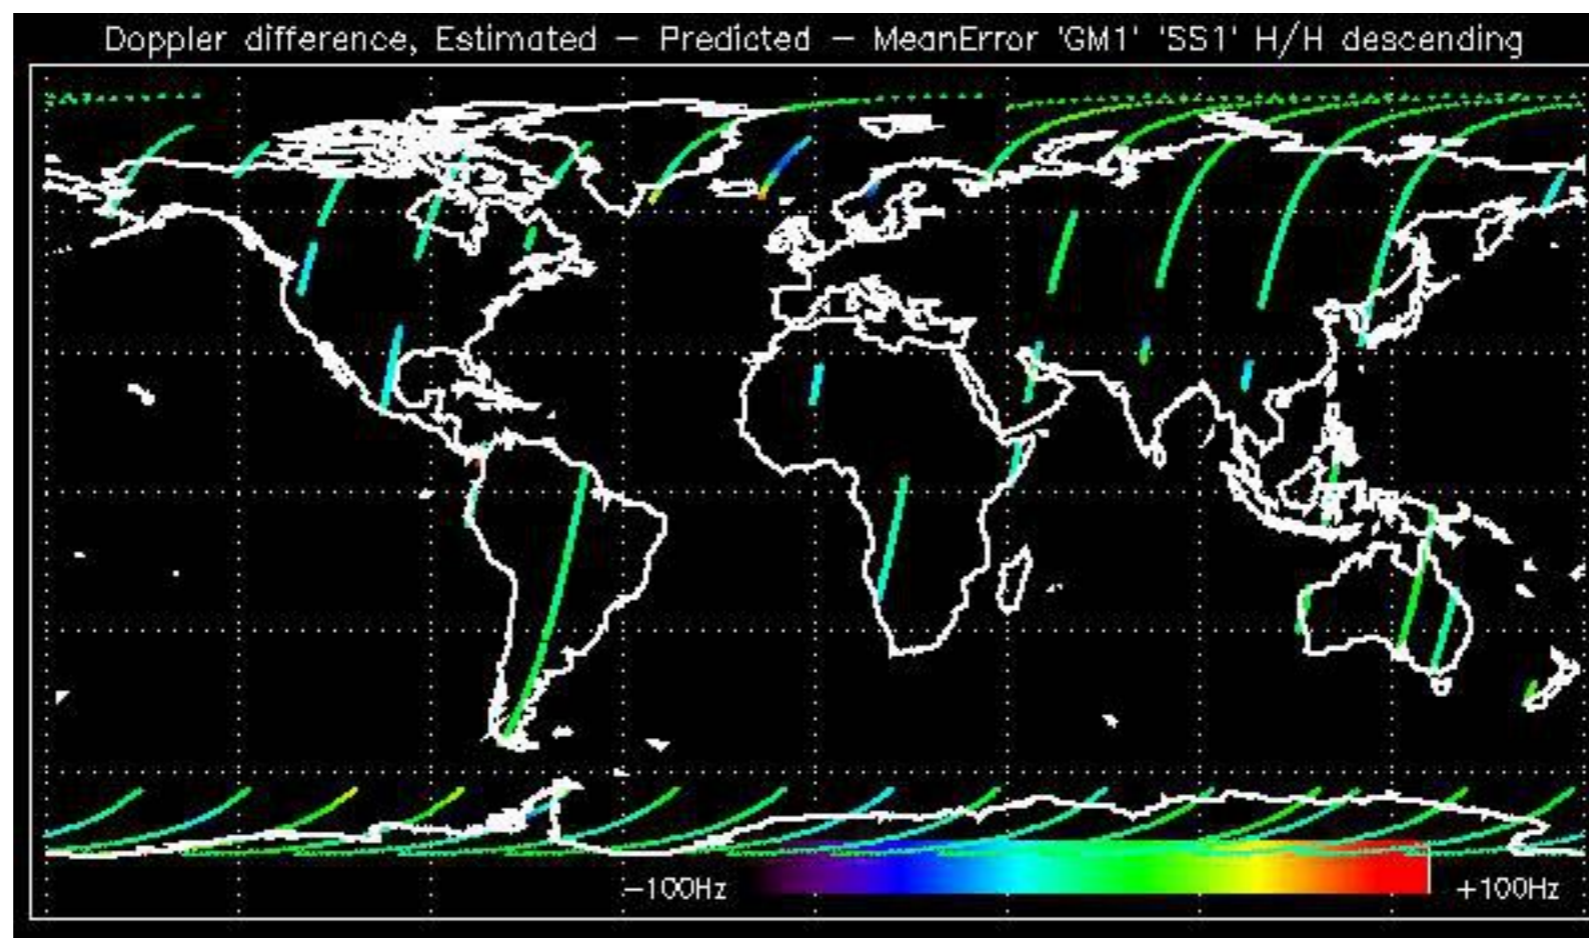 Doppler difference, Estimated − Predicted − MeanError 'GM1' 'SS1' H/H descending
−100Hz
+100Hz